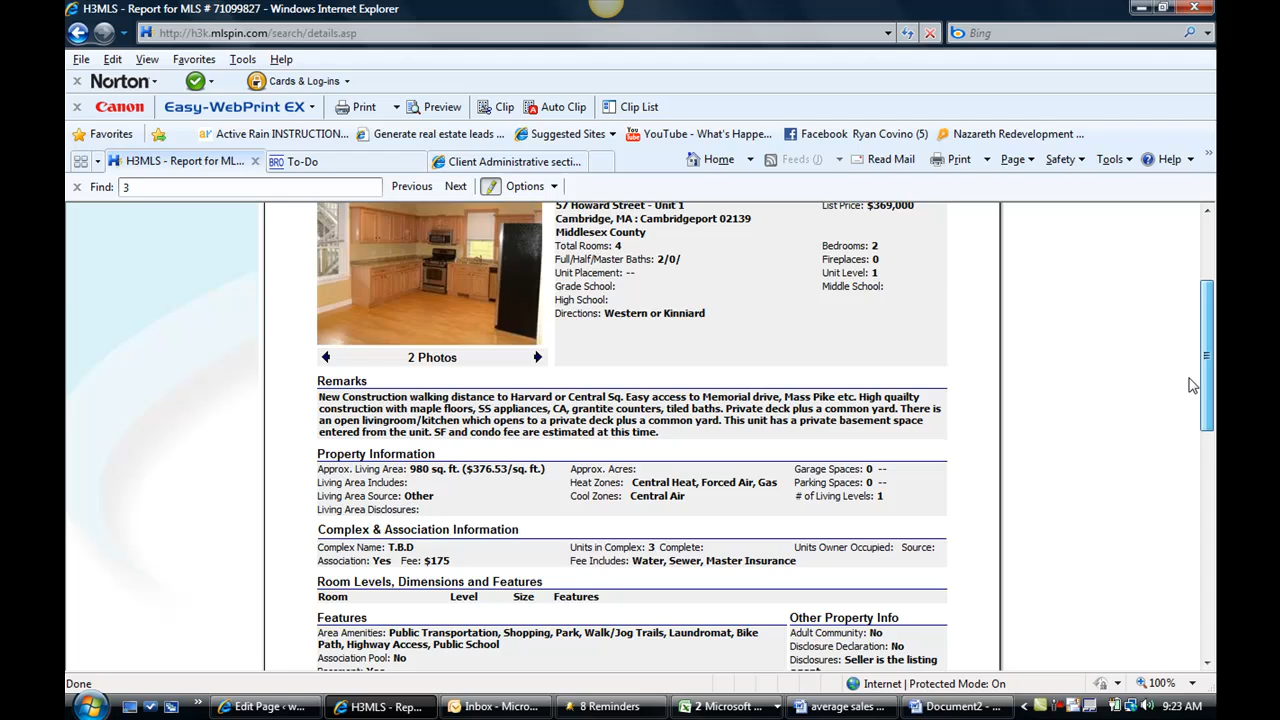 H3MLS - Report for MLS # 71099827 - Windows Internet Explorer
http://h3k.mlspin.com/search/details.asp
Bing
File Edit View Favorites Tools Help
Norton Cards & Log-ins
Canon Easy-WebPrint EX Print Preview Clip Auto Clip Clip List
Favorites Active Rain INSTRUCTION... Generate real estate leads ... Suggested Sites YouTube - What's Happe... Facebook Ryan Covino (5) Nazareth Redevelopment ...
H3MLS - Report for ML... BRO To-Do Client Administrative secti... Home Feeds (J) Read Mail Print Page Safety Tools Help »
Find: 3 Previous Next Options
57 Howard Street - Unit 1 List Price: $369,000
Cambridge, MA : Cambridgeport 02139
Middlesex County
Total Rooms: 4 Bedrooms: 2
Full/Half/Master Baths: 2/0/ Fireplaces: 0
Unit Placement: -- Unit Level: 1
Grade School: Middle School:
High School:
Directions: Western or Kinniard
2 Photos
Remarks
New Construction walking distance to Harvard or Central Sq. Easy access to Memorial drive, Mass Pike etc. High quailty
construction with maple floors, SS appliances, CA, grantite counters, tiled baths. Private deck plus a common yard. There is
an open livingroom/kitchen which opens to a private deck plus a common yard. This unit has a private basement space
entered from the unit. SF and condo fee are estimated at this time.
Property Information
Approx. Living Area: 980 sq. ft. ($376.53/sq. ft.) Approx. Acres: Garage Spaces: 0 --
Living Area Includes: Heat Zones: Central Heat, Forced Air, Gas Parking Spaces: 0 --
Living Area Source: Other Cool Zones: Central Air # of Living Levels: 1
Living Area Disclosures:
Complex & Association Information
Complex Name: T.B.D Units in Complex: 3 Complete: Units Owner Occupied: Source:
Association: Yes Fee: $175 Fee Includes: Water, Sewer, Master Insurance
Room Levels, Dimensions and Features
Room Level Size Features
Features Other Property Info
Area Amenities: Public Transportation, Shopping, Park, Walk/Jog Trails, Laundromat, Bike Adult Community: No
Path, Highway Access, Public School Disclosure Declaration: No
Association Pool: No Disclosures: Seller is the listing
Done Internet | Protected Mode: On 100%
Edit Page ‹ w... H3MLS - Rep... Inbox - Micro... 8 Reminders 2 Microsoft ... average sales ... Document2 - ... 9:23 AM